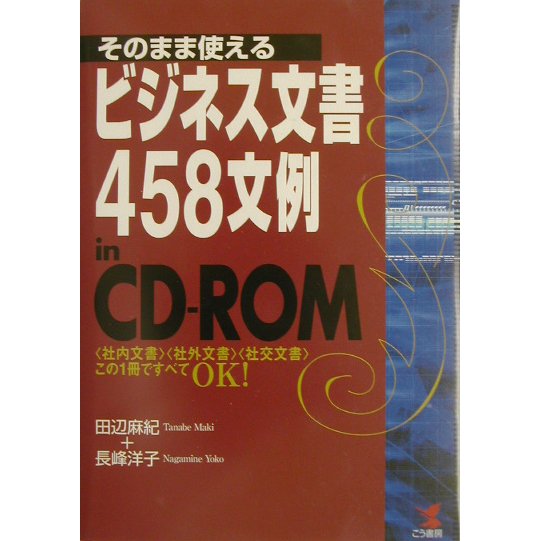 そのまま使える
ビジネス文書
458文例
in
CD-ROM
〈社内文書〉〈社外文書〉〈社交文書〉
この1冊ですべてOK!
田辺麻紀 Tanabe Maki
+
長峰洋子 Nagamine Yoko
こう書房